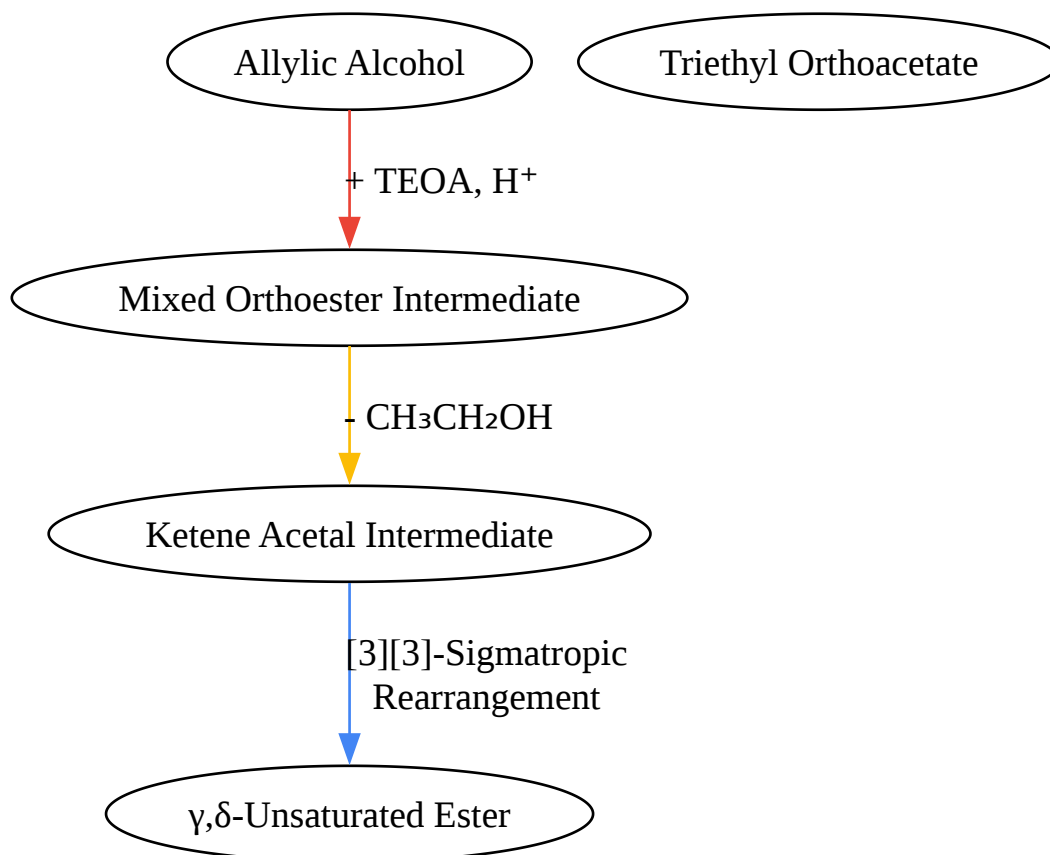 Allylic Alcohol
Triethyl Orthoacetate
+ TEOA, H⁺
Mixed Orthoester Intermediate
- CH₃CH₂OH
Ketene Acetal Intermediate
[3][3]-Sigmatropic
Rearrangement
γ,δ-Unsaturated Ester